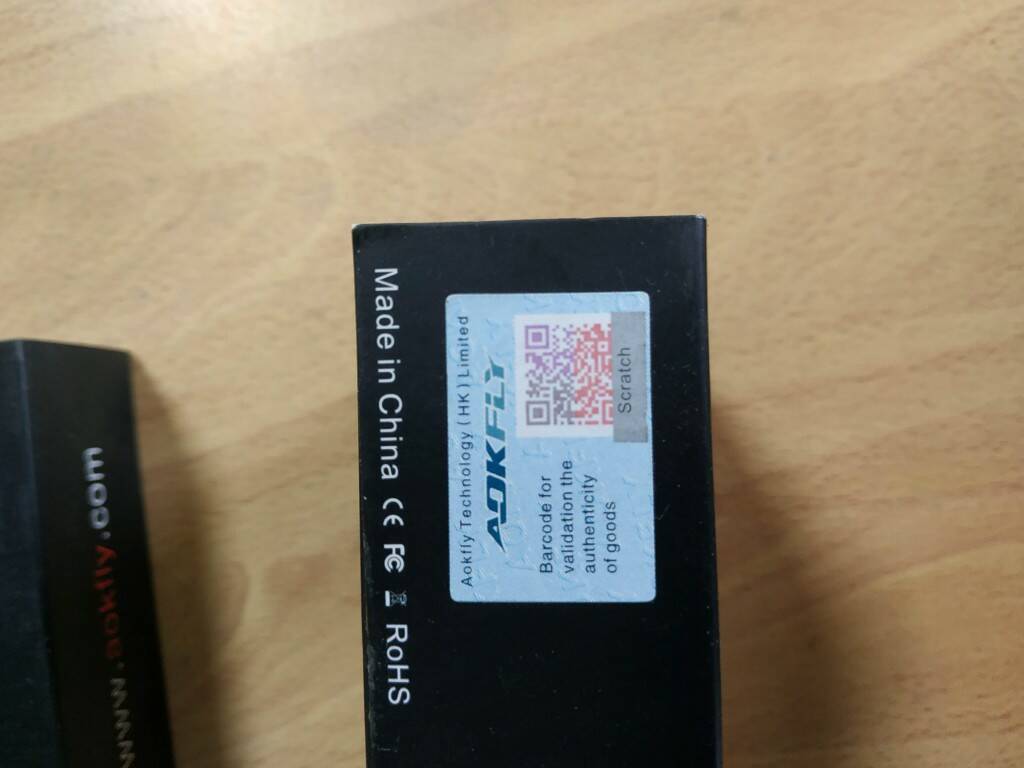 Made in China CE FC RoHS
Aokfly Technology ( HK ) Limited
AOKFLY
Barcode for
validation the
authenticity
of goods
Scratch
www.aokfly.com